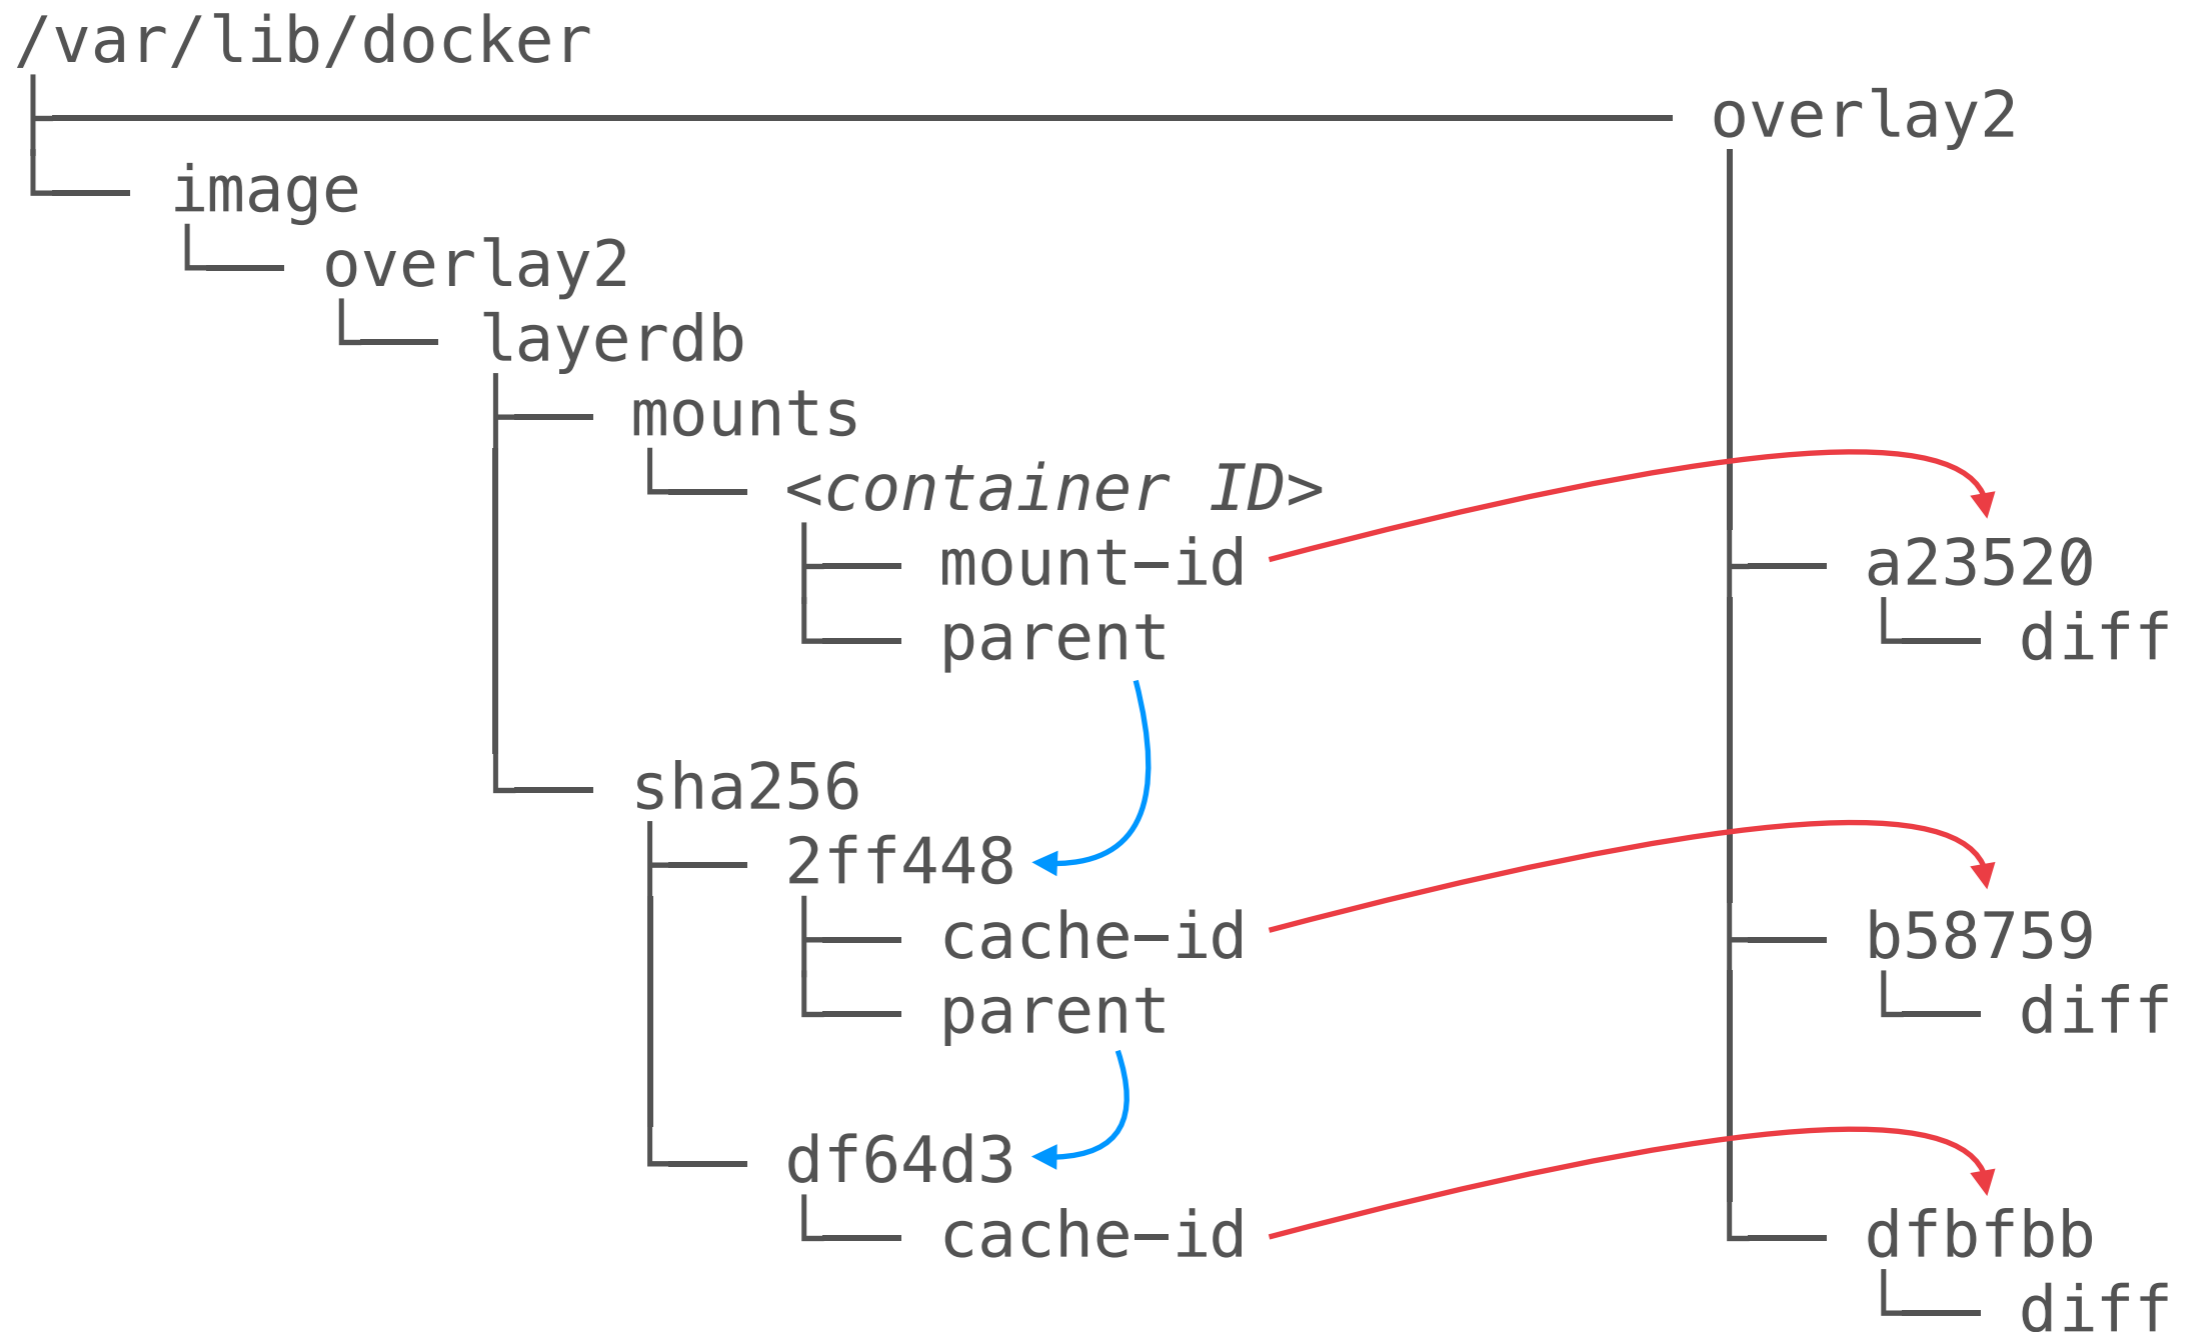 /var/lib/docker
overlay2
image
overlay2
layerdb
mounts
<container ID>
mount-id a23520
parent diff
sha256
2ff448
cache-id b58759
parent diff
df64d3
cache-id dfbfbb
diff